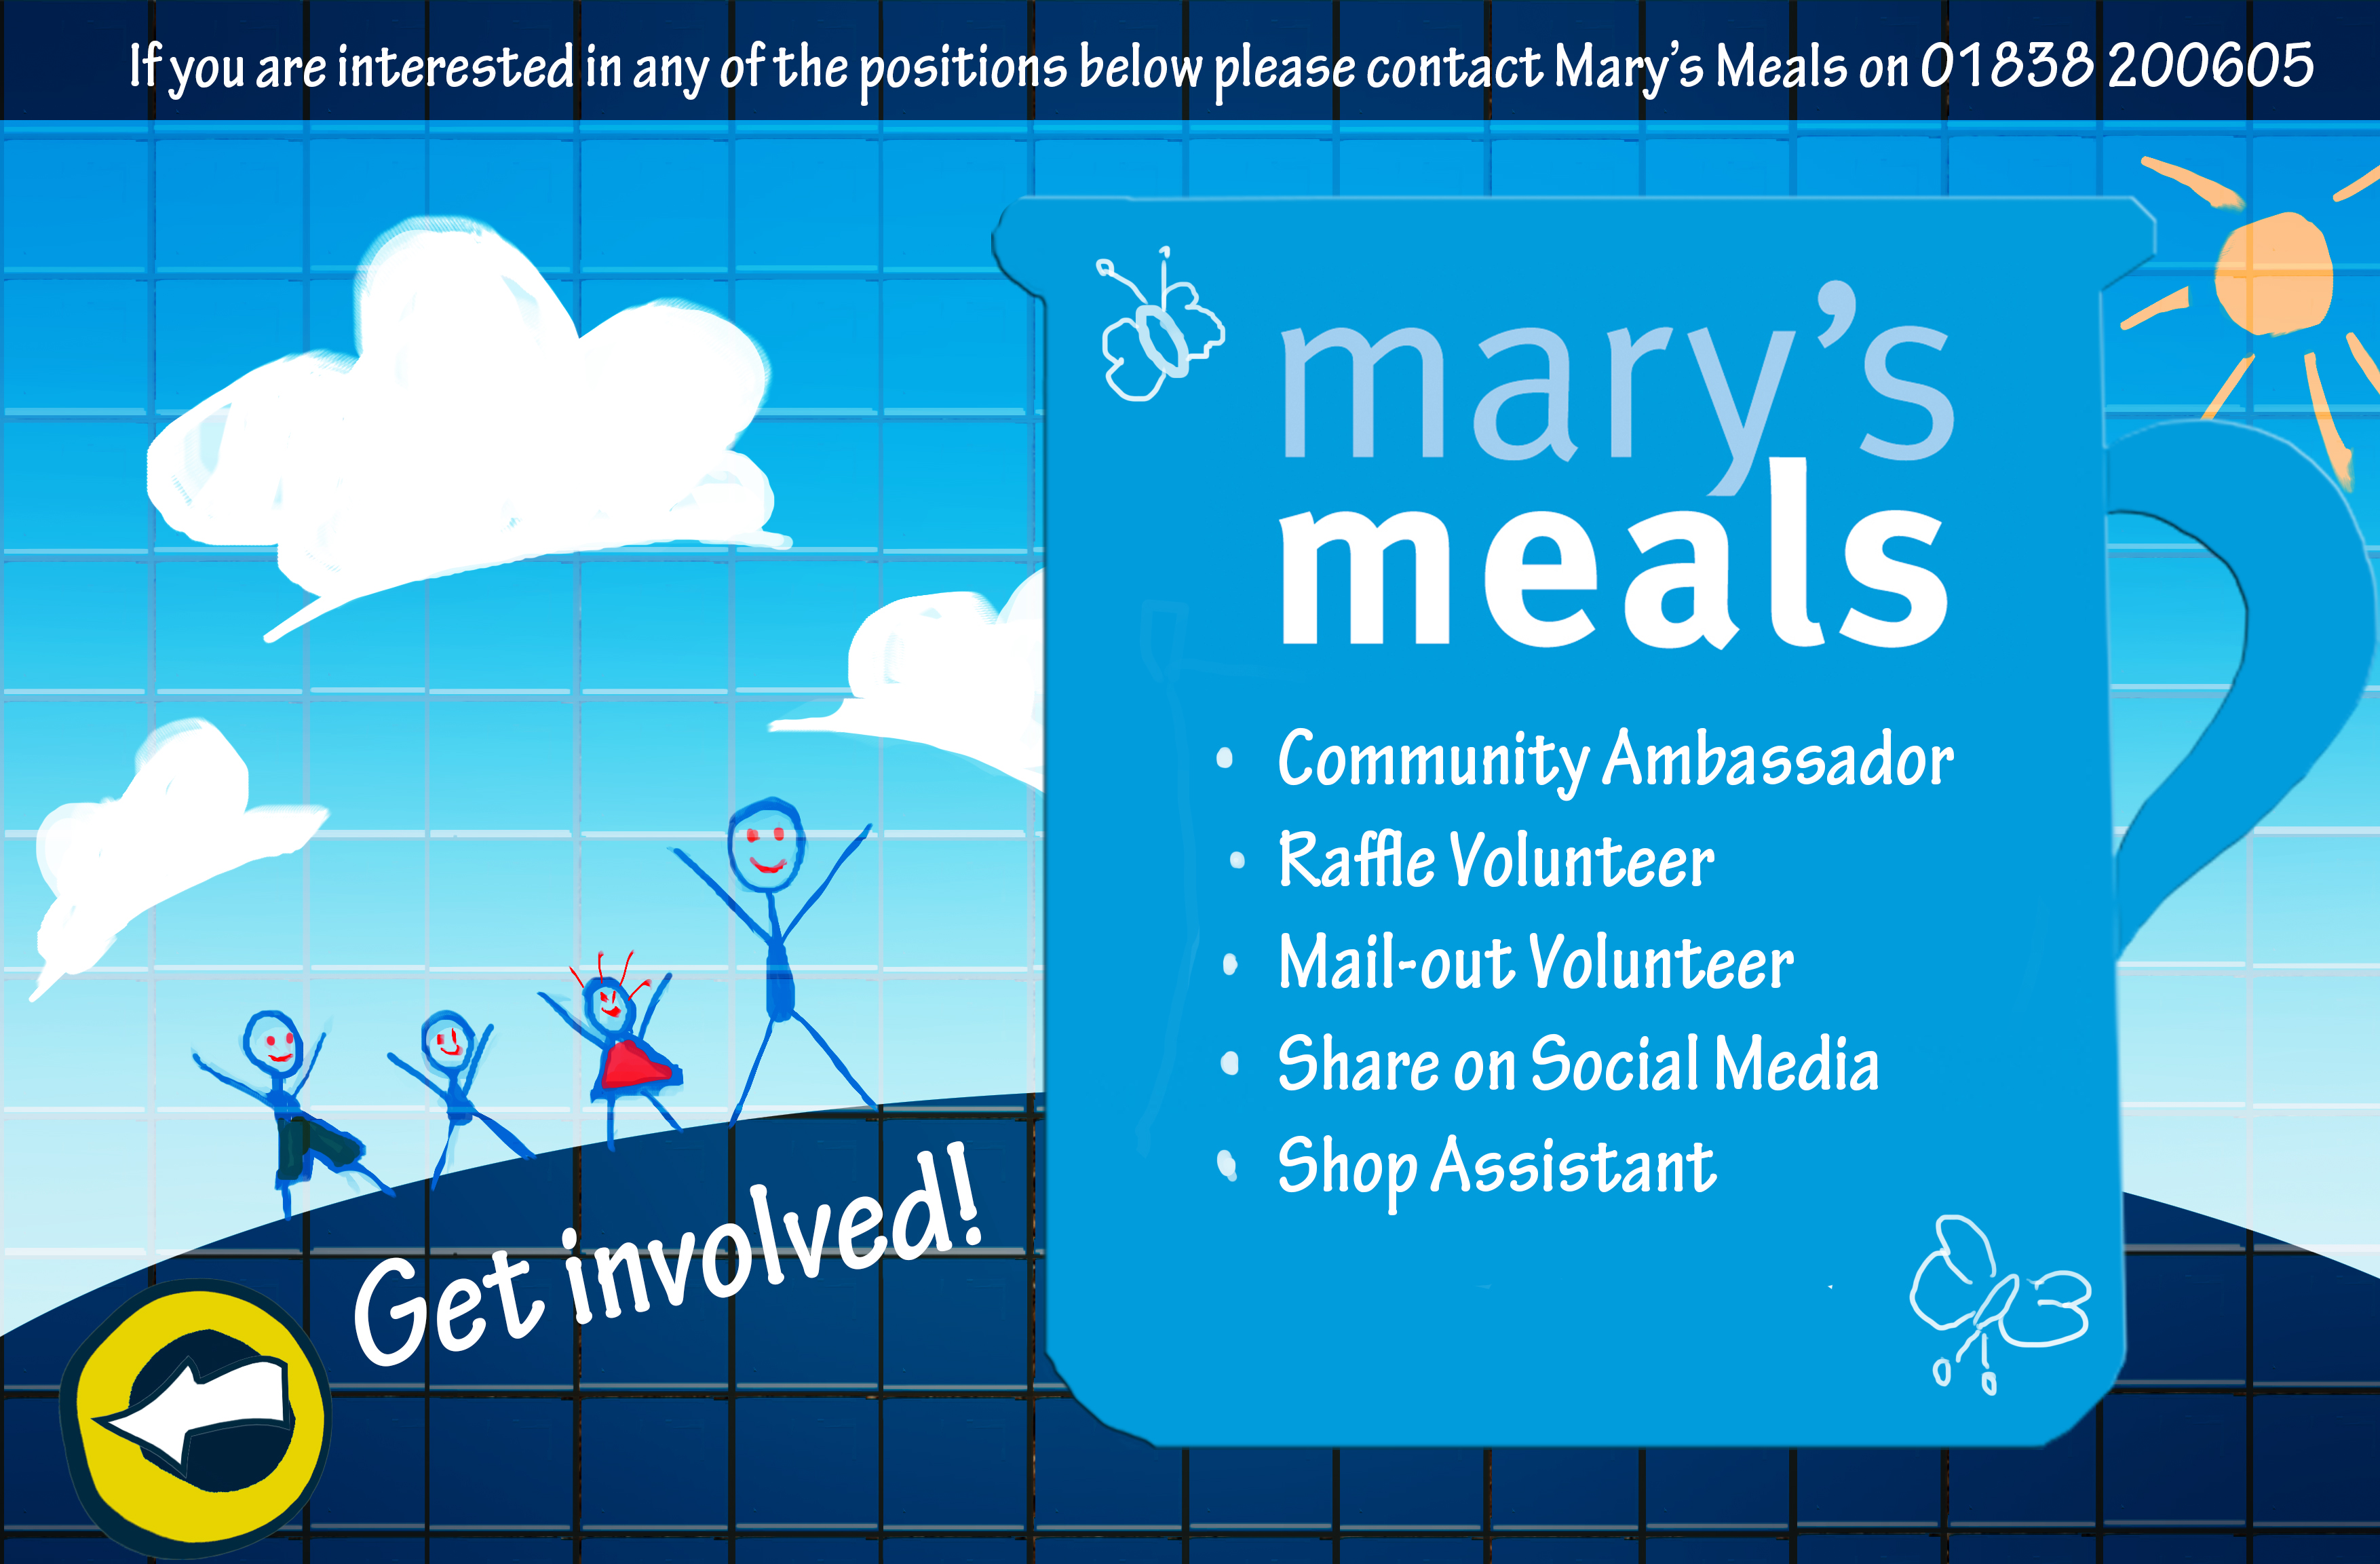 If you are interested in any of the positions below please contact Mary's Meals on 01838 200605
mary's
meals
• Community Ambassador
• Raffle Volunteer
• Mail-out Volunteer
• Share on Social Media
• Shop Assistant
Get involved!